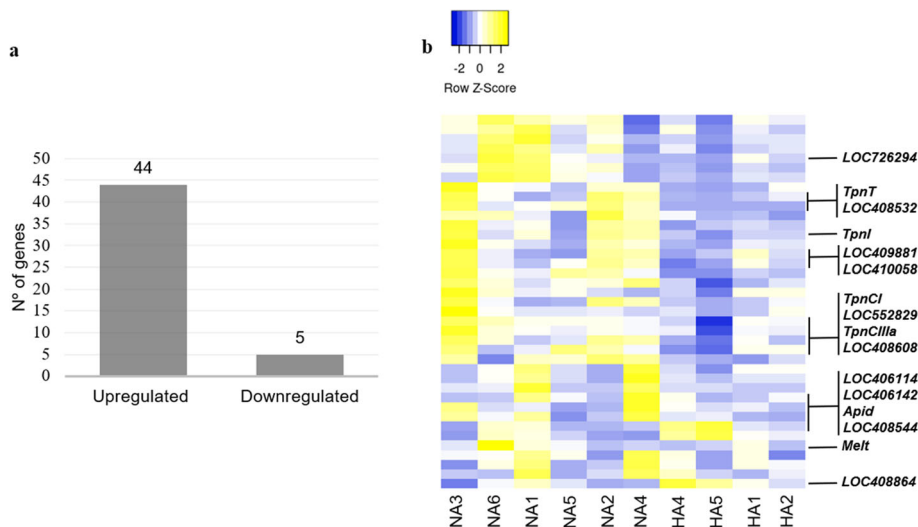 a
b
-2 0 2
Row Z-Score
Nº of genes
50
45
40
35
30
25
20
15
10
5
0
44
5
Upregulated Downregulated
LOC726294
TpnT
LOC408532
TpnI
LOC409881
LOC410058
TpnCI
LOC552829
TpnCIIIa
LOC408608
LOC406114
LOC406142
Apid
LOC408544
Melt
LOC408864
NA3 NA6 NA1 NA5 NA2 NA4 HA4 HA5 HA1 HA2